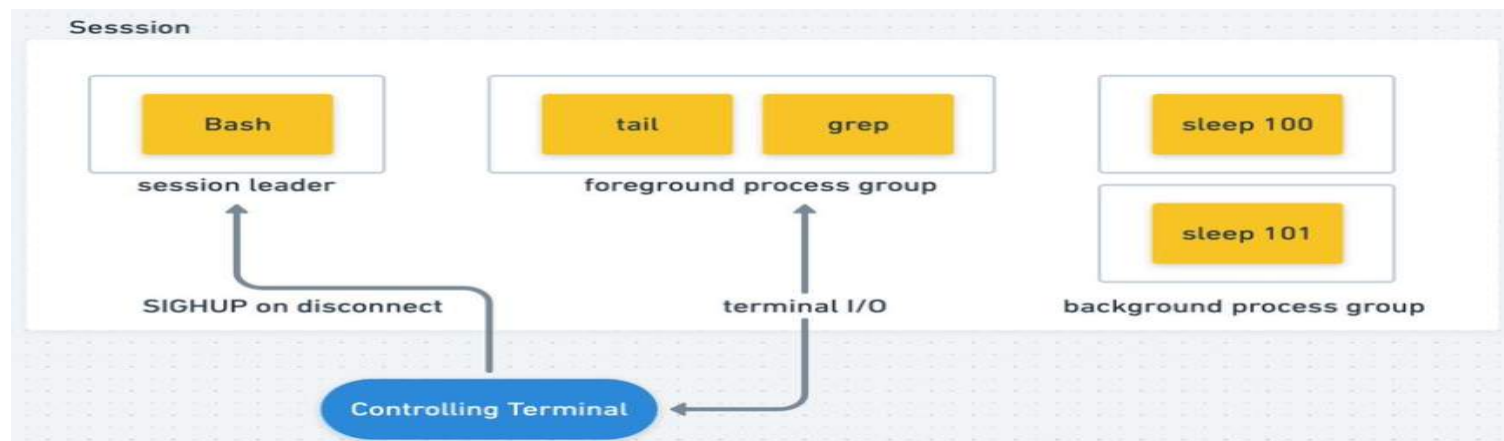 Sesssion
Bash
tail
grep
sleep 100
session leader
foreground process group
sleep 101
SIGHUP on disconnect
terminal I/O
background process group
Controlling Terminal